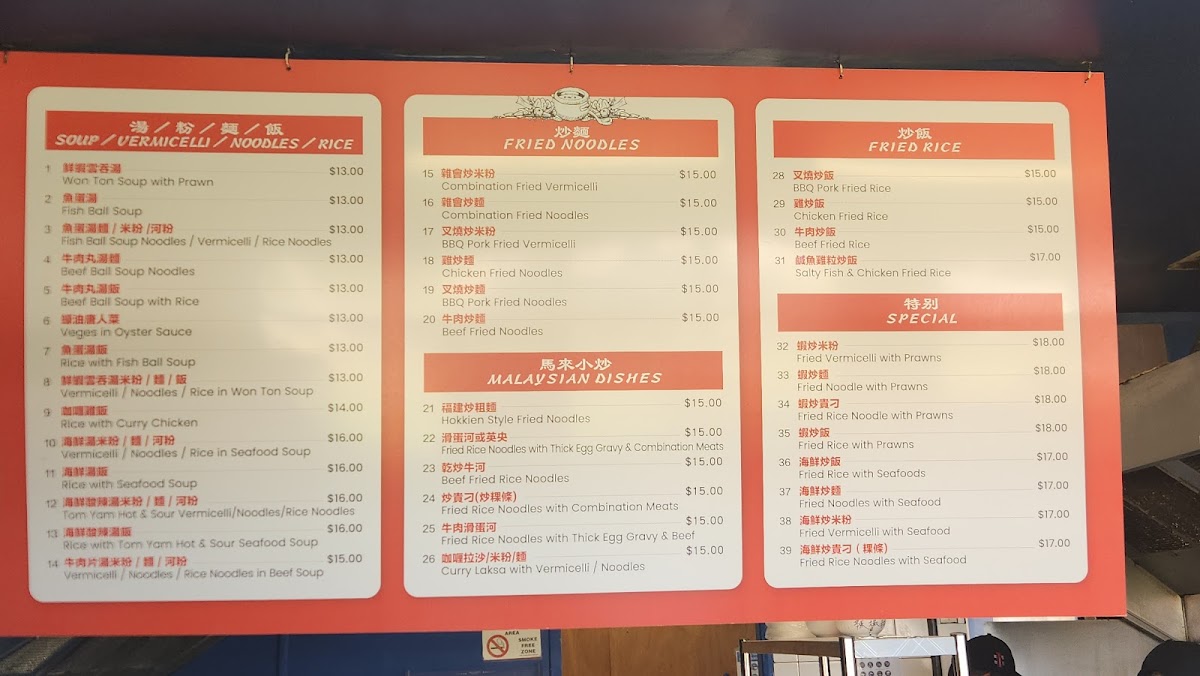 湯/粉/麵/飯
SOUP/VERMICELLI/NOODLES/RICE
1 鮮蝦雲吞湯 $13.00
Won Ton Soup with Prawn
2 魚蛋湯 $13.00
Fish Ball Soup
3 魚蛋湯麵 / 米粉 /河粉 $13.00
Fish Ball Soup Noodles / Vermicelli / Rice Noodles
4 牛肉丸湯麵 $13.00
Beef Ball Soup Noodles
5 牛肉丸湯飯 $13.00
Beef Ball Soup with Rice
6 蠔油唐人菜 $13.00
Veges in Oyster Sauce
7 魚蛋湯飯 $13.00
Rice with Fish Ball Soup
8 鮮蝦雲吞湯米粉 / 麵 / 飯 $13.00
Vermicelli / Noodles / Rice in Won Ton Soup
9 咖喱雞飯 $14.00
Rice with Curry Chicken
10 海鮮湯米粉 / 麵 / 河粉 $16.00
Vermicelli / Noodles / Rice in Seafood Soup
11 海鮮湯飯 $16.00
Rice with Seafood Soup
12 海鮮酸辣湯米粉 / 麵 / 河粉 $16.00
Tom Yam Hot & Sour Vermicelli/Noodles/Rice Noodles
13 海鮮酸辣湯飯 $16.00
Rice with Tom Yam Hot & Sour Seafood Soup
14 牛肉片湯米粉 / 麵 / 河粉 $15.00
Vermicelli / Noodles / Rice Noodles in Beef Soup
炒麵
FRIED NOODLES
15 雜會炒米粉 $15.00
Combination Fried Vermicelli
16 雜會炒麵 $15.00
Combination Fried Noodles
17 叉燒炒米粉 $15.00
BBQ Pork Fried Vermicelli
18 雞炒麵 $15.00
Chicken Fried Noodles
19 叉燒炒麵 $15.00
BBQ Pork Fried Noodles
20 牛肉炒麵 $15.00
Beef Fried Noodles
馬來小炒
MALAYSIAN DISHES
21 福建炒粗麵 $15.00
Hokkien Style Fried Noodles
22 滑蛋河或英央 $15.00
Fried Rice Noodles with Thick Egg Gravy & Combination Meats
23 乾炒牛河 $15.00
Beef Fried Rice Noodles
24 炒貴刁(炒粿條) $15.00
Fried Rice Noodles with Combination Meats
25 牛肉滑蛋河 $15.00
Fried Rice Noodles with Thick Egg Gravy & Beef
26 咖喱拉沙/米粉/麵 $15.00
Curry Laksa with Vermicelli / Noodles
炒飯
FRIED RICE
28 叉燒炒飯 $15.00
BBQ Pork Fried Rice
29 雞炒飯 $15.00
Chicken Fried Rice
30 牛肉炒飯 $15.00
Beef Fried Rice
31 鹹魚雞粒炒飯 $17.00
Salty Fish & Chicken Fried Rice
特別
SPECIAL
32 蝦炒米粉 $18.00
Fried Vermicelli with Prawns
33 蝦炒麵 $18.00
Fried Noodle with Prawns
34 蝦炒貴刁 $18.00
Fried Rice Noodle with Prawns
35 蝦炒飯 $18.00
Fried Rice with Prawns
36 海鮮炒飯 $17.00
Fried Rice with Seafoods
37 海鮮炒麵 $17.00
Fried Noodles with Seafood
38 海鮮炒米粉 $17.00
Fried Vermicelli with Seafood
39 海鮮炒貴刁 ( 粿條) $17.00
Fried Rice Noodles with Seafood
AREA
SMOKE
FREE
ZONE